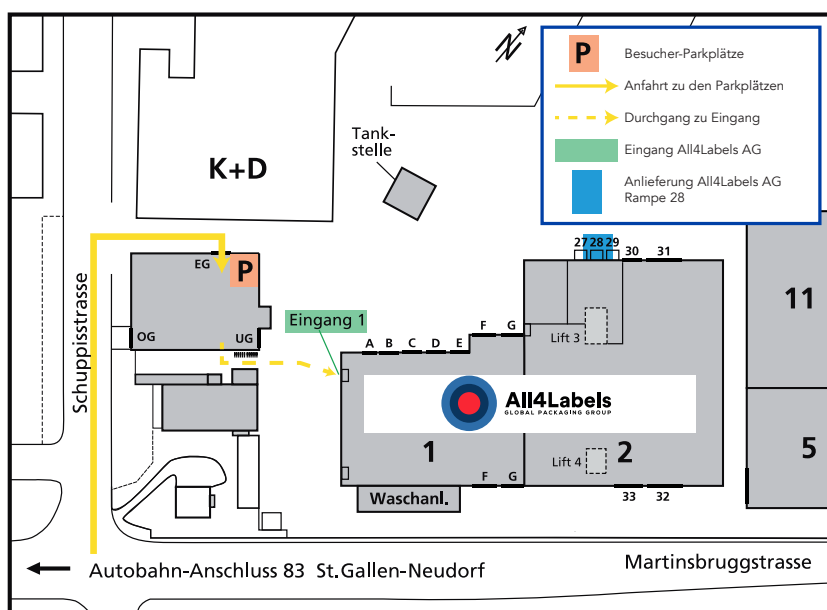 N
P
Besucher-Parkplätze
Anfahrt zu den Parkplätzen
Durchgang zu Eingang
Eingang All4Labels AG
Anlieferung All4Labels AG
Rampe 28
K+D
Tank-
stelle
EG
P
OG
UG
Schuppisstrasse
Eingang 1
A B C D E F G
27 28 29 30 31
Lift 3
11
All4Labels
GLOBAL PACKAGING GROUP
1
2
5
Lift 4
F G
33 32
Waschanl.
Autobahn-Anschluss 83 St.Gallen-Neudorf
Martinsbruggstrasse